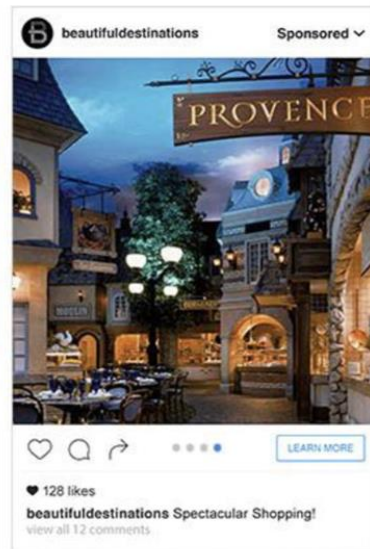 beautifuldestinations Sponsored
PROVENCE
LEARN MORE
128 likes
beautifuldestinations Spectacular Shopping!
view all 12 comments